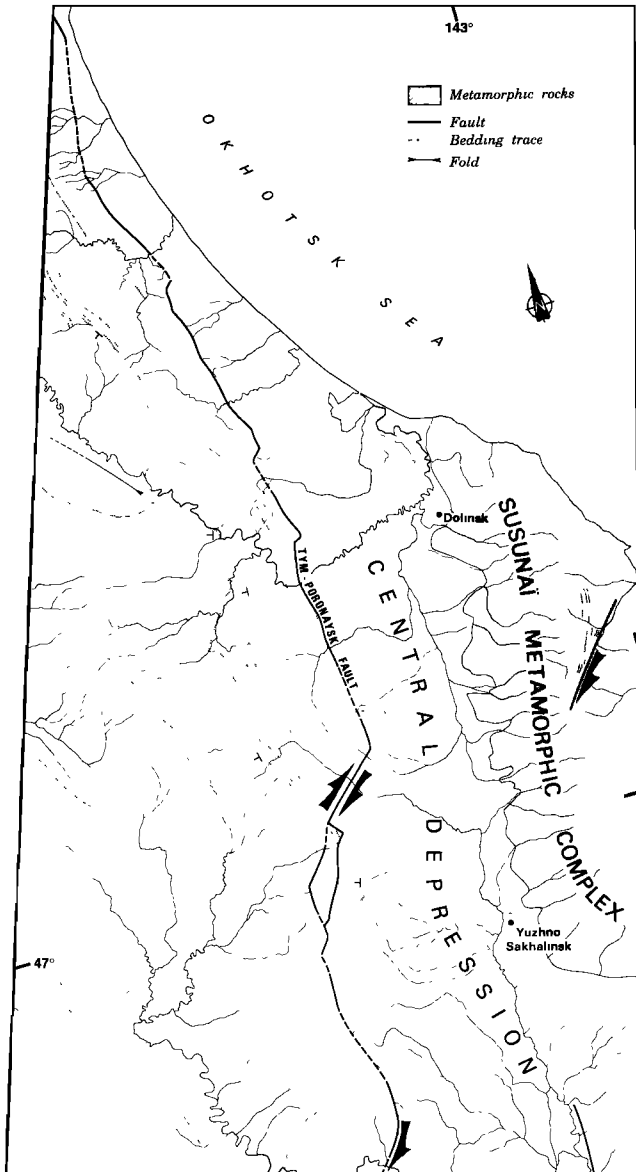 143°
Metamorphic rocks
Fault
Bedding trace
Fold
OKHOTSK SEA
N
Dolinsk
SUSUNAÏ METAMORPHIC COMPLEX
TYM-PORONAYSK FAULT
CENTRAL DEPRESSION
Yuzhno
Sakhalinsk
47°